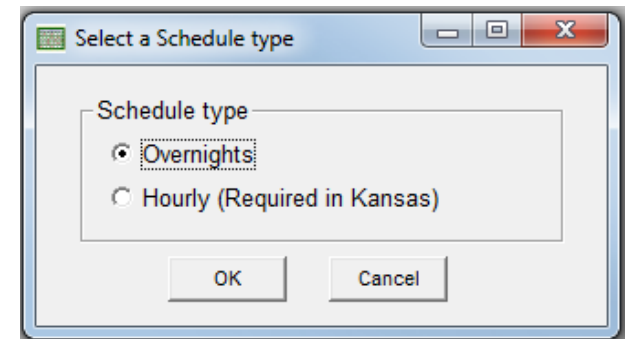 Select a Schedule type
Schedule type
Overnights
Hourly (Required in Kansas)
OK Cancel